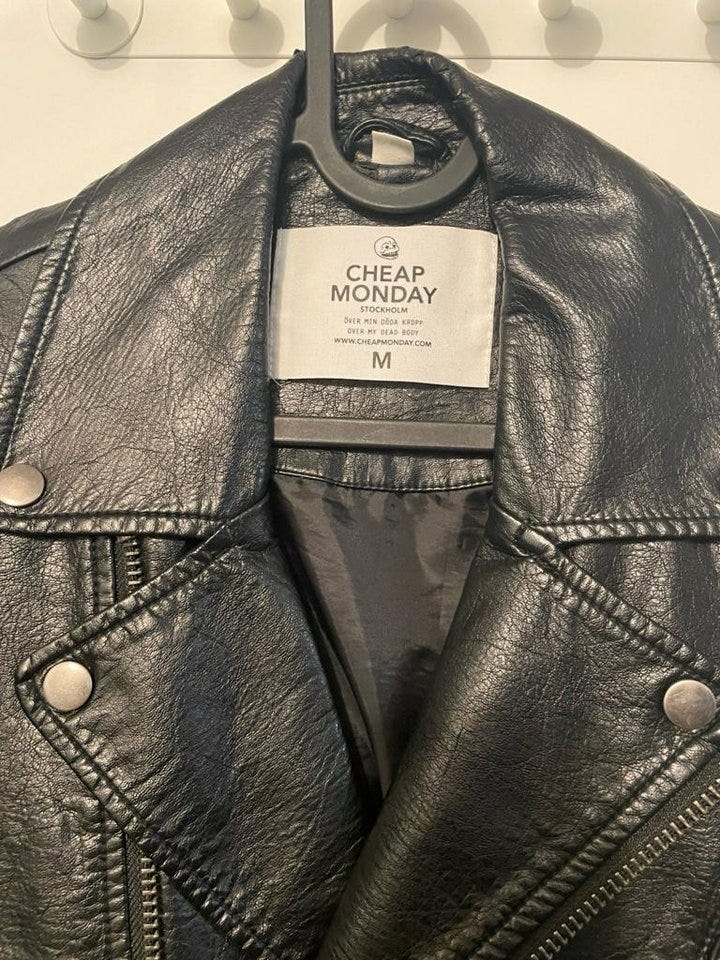 CHEAP
MONDAY
STOCKHOLM
ÖVER MIN DÖDA KROPP
OVER MY DEAD BODY
WWW.CHEAPMONDAY.COM
M